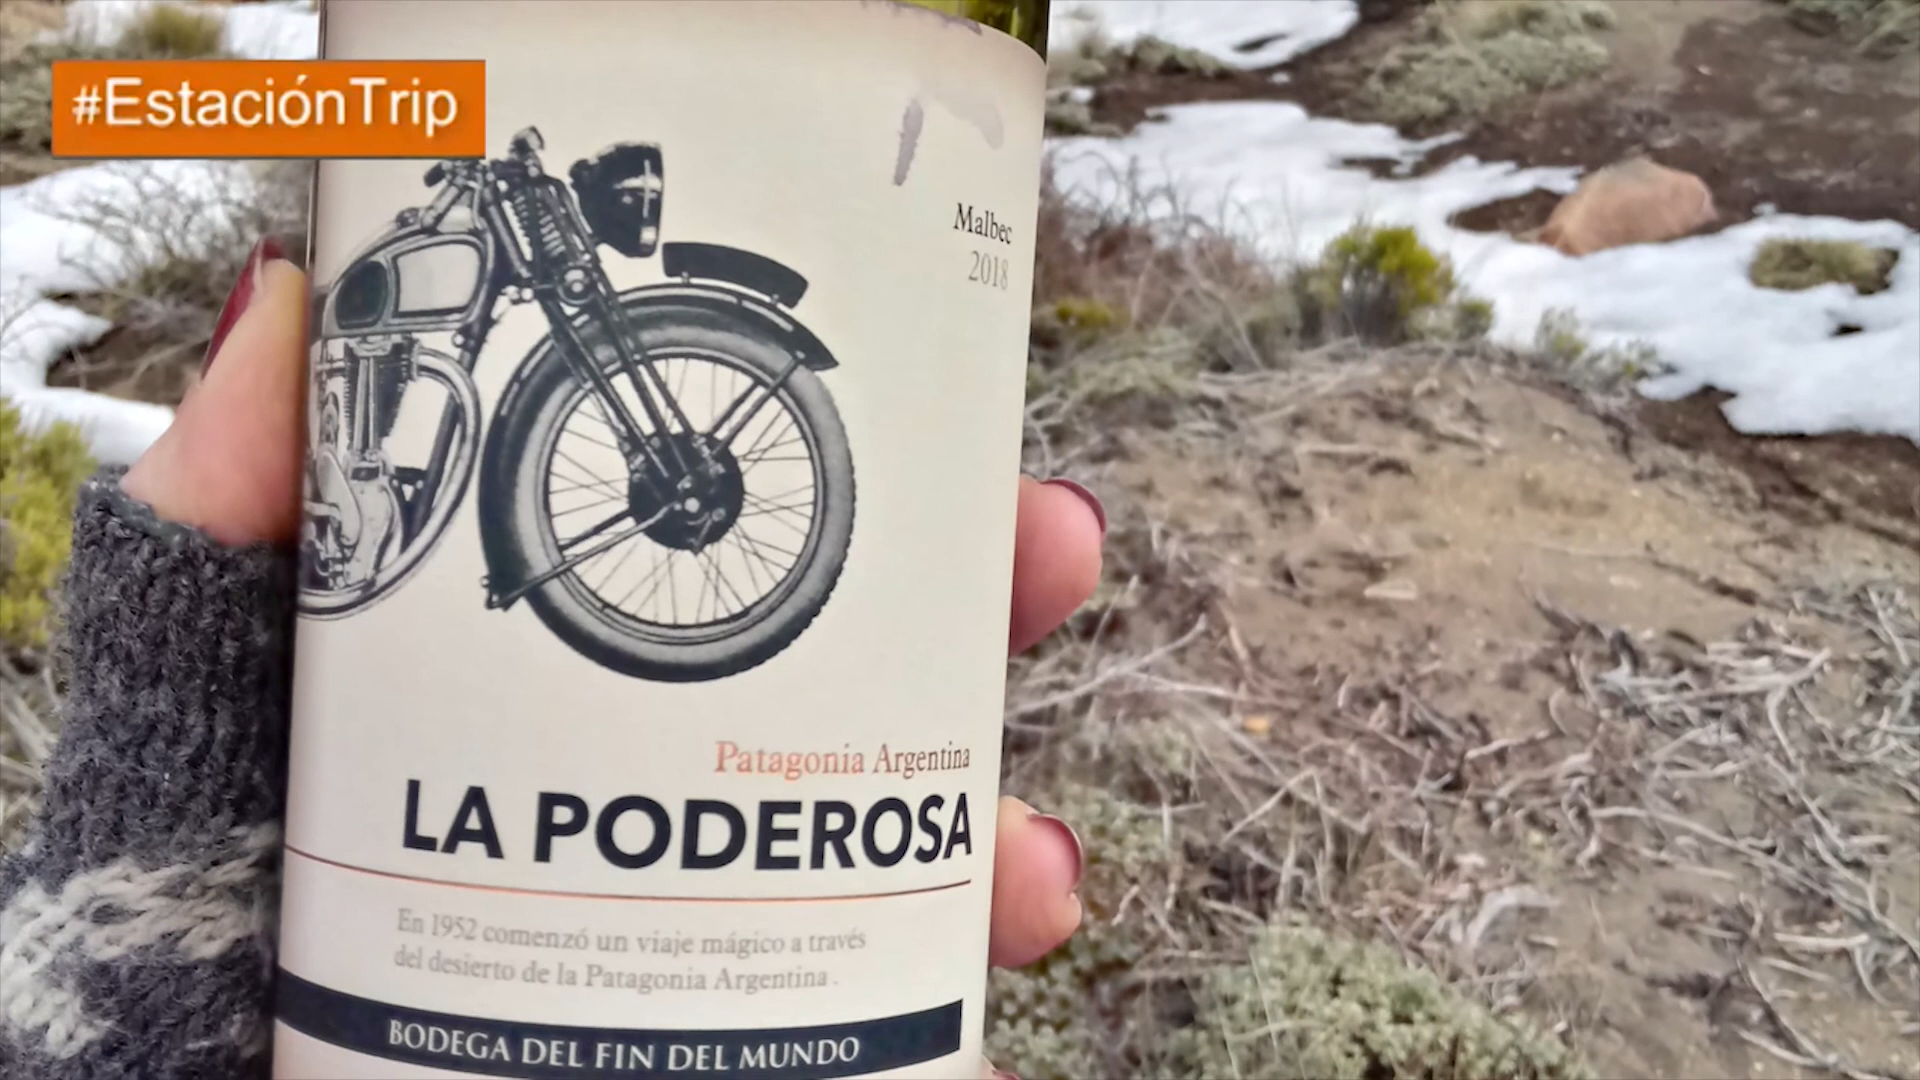 #EstaciónTrip
Malbec
2018
Patagonia Argentina
LA PODEROSA
En 1952 comenzó un viaje mágico a través
del desierto de la Patagonia Argentina.
BODEGA DEL FIN DEL MUNDO